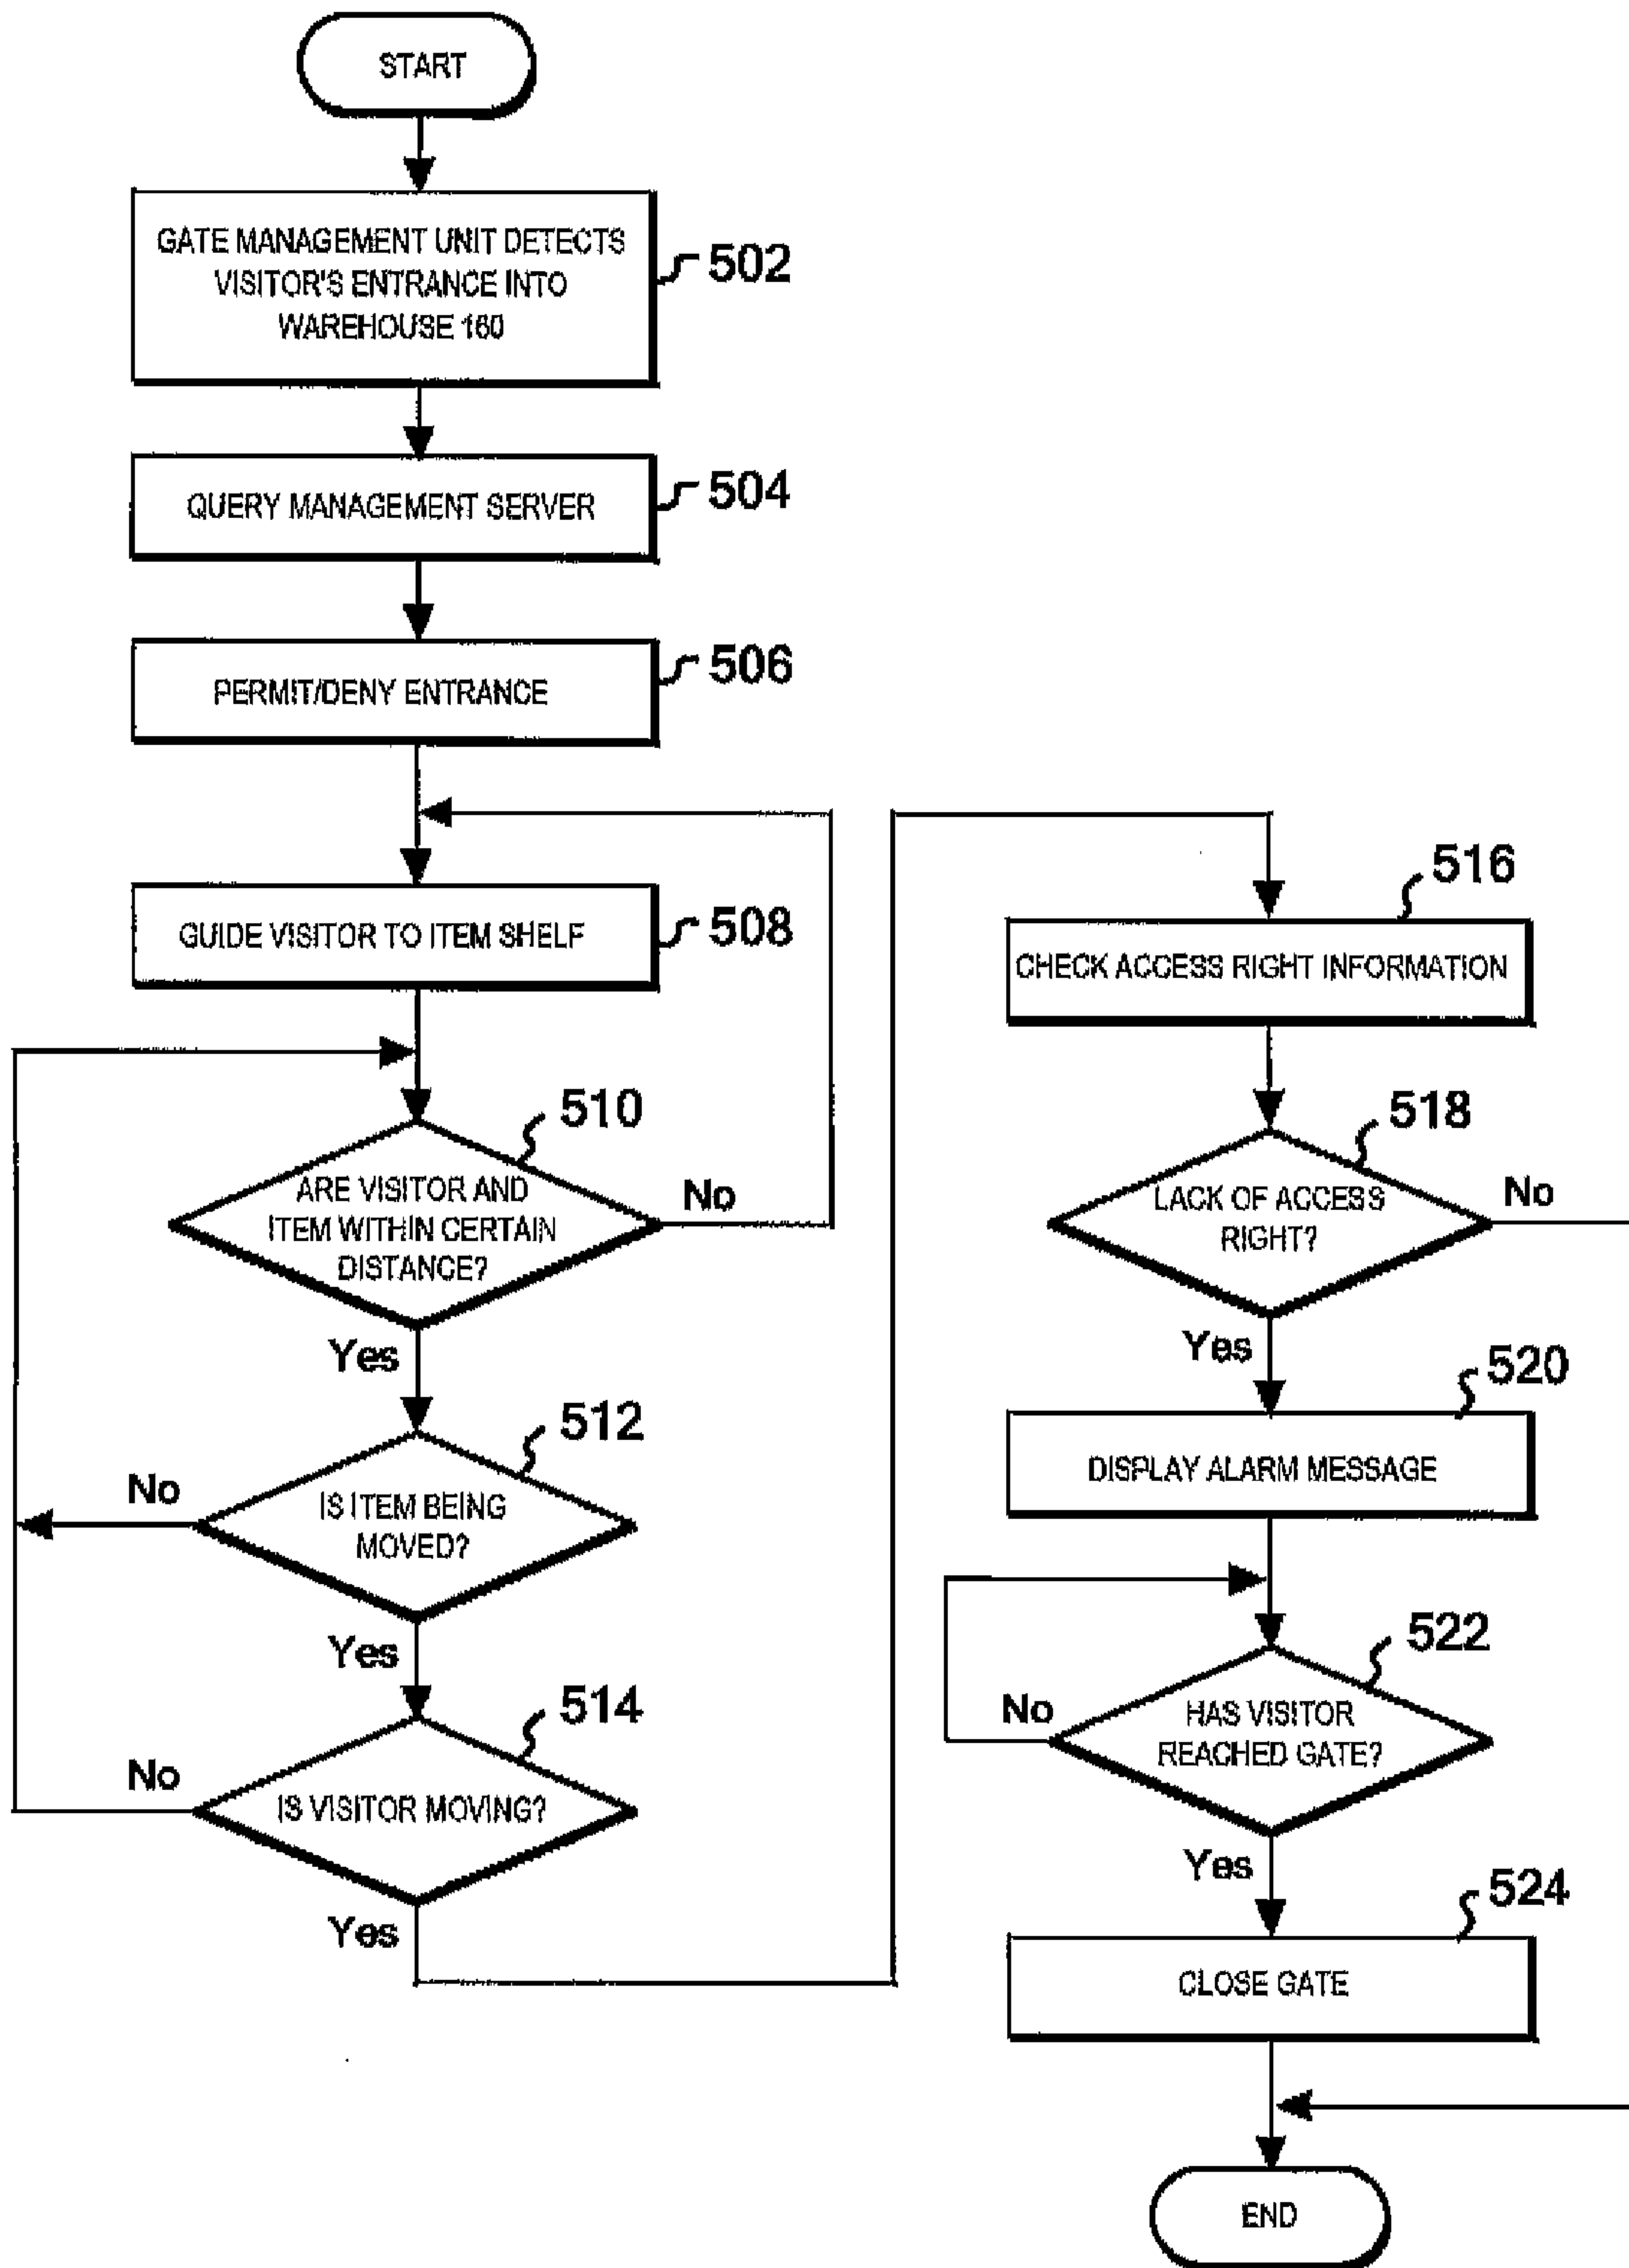 START
GATE MANAGEMENT UNIT DETECTS
VISITOR'S ENTRANCE INTO
WAREHOUSE 160
502
QUERY MANAGEMENT SERVER
504
PERMIT/DENY ENTRANCE
506
GUIDE VISITOR TO ITEM SHELF
508
510
ARE VISITOR AND
ITEM WITHIN CERTAIN
DISTANCE?
No
Yes
512
IS ITEM BEING
MOVED?
No
Yes
514
IS VISITOR MOVING?
No
Yes
516
CHECK ACCESS RIGHT INFORMATION
518
LACK OF ACCESS
RIGHT?
No
Yes
520
DISPLAY ALARM MESSAGE
522
HAS VISITOR
REACHED GATE?
No
Yes
524
CLOSE GATE
END